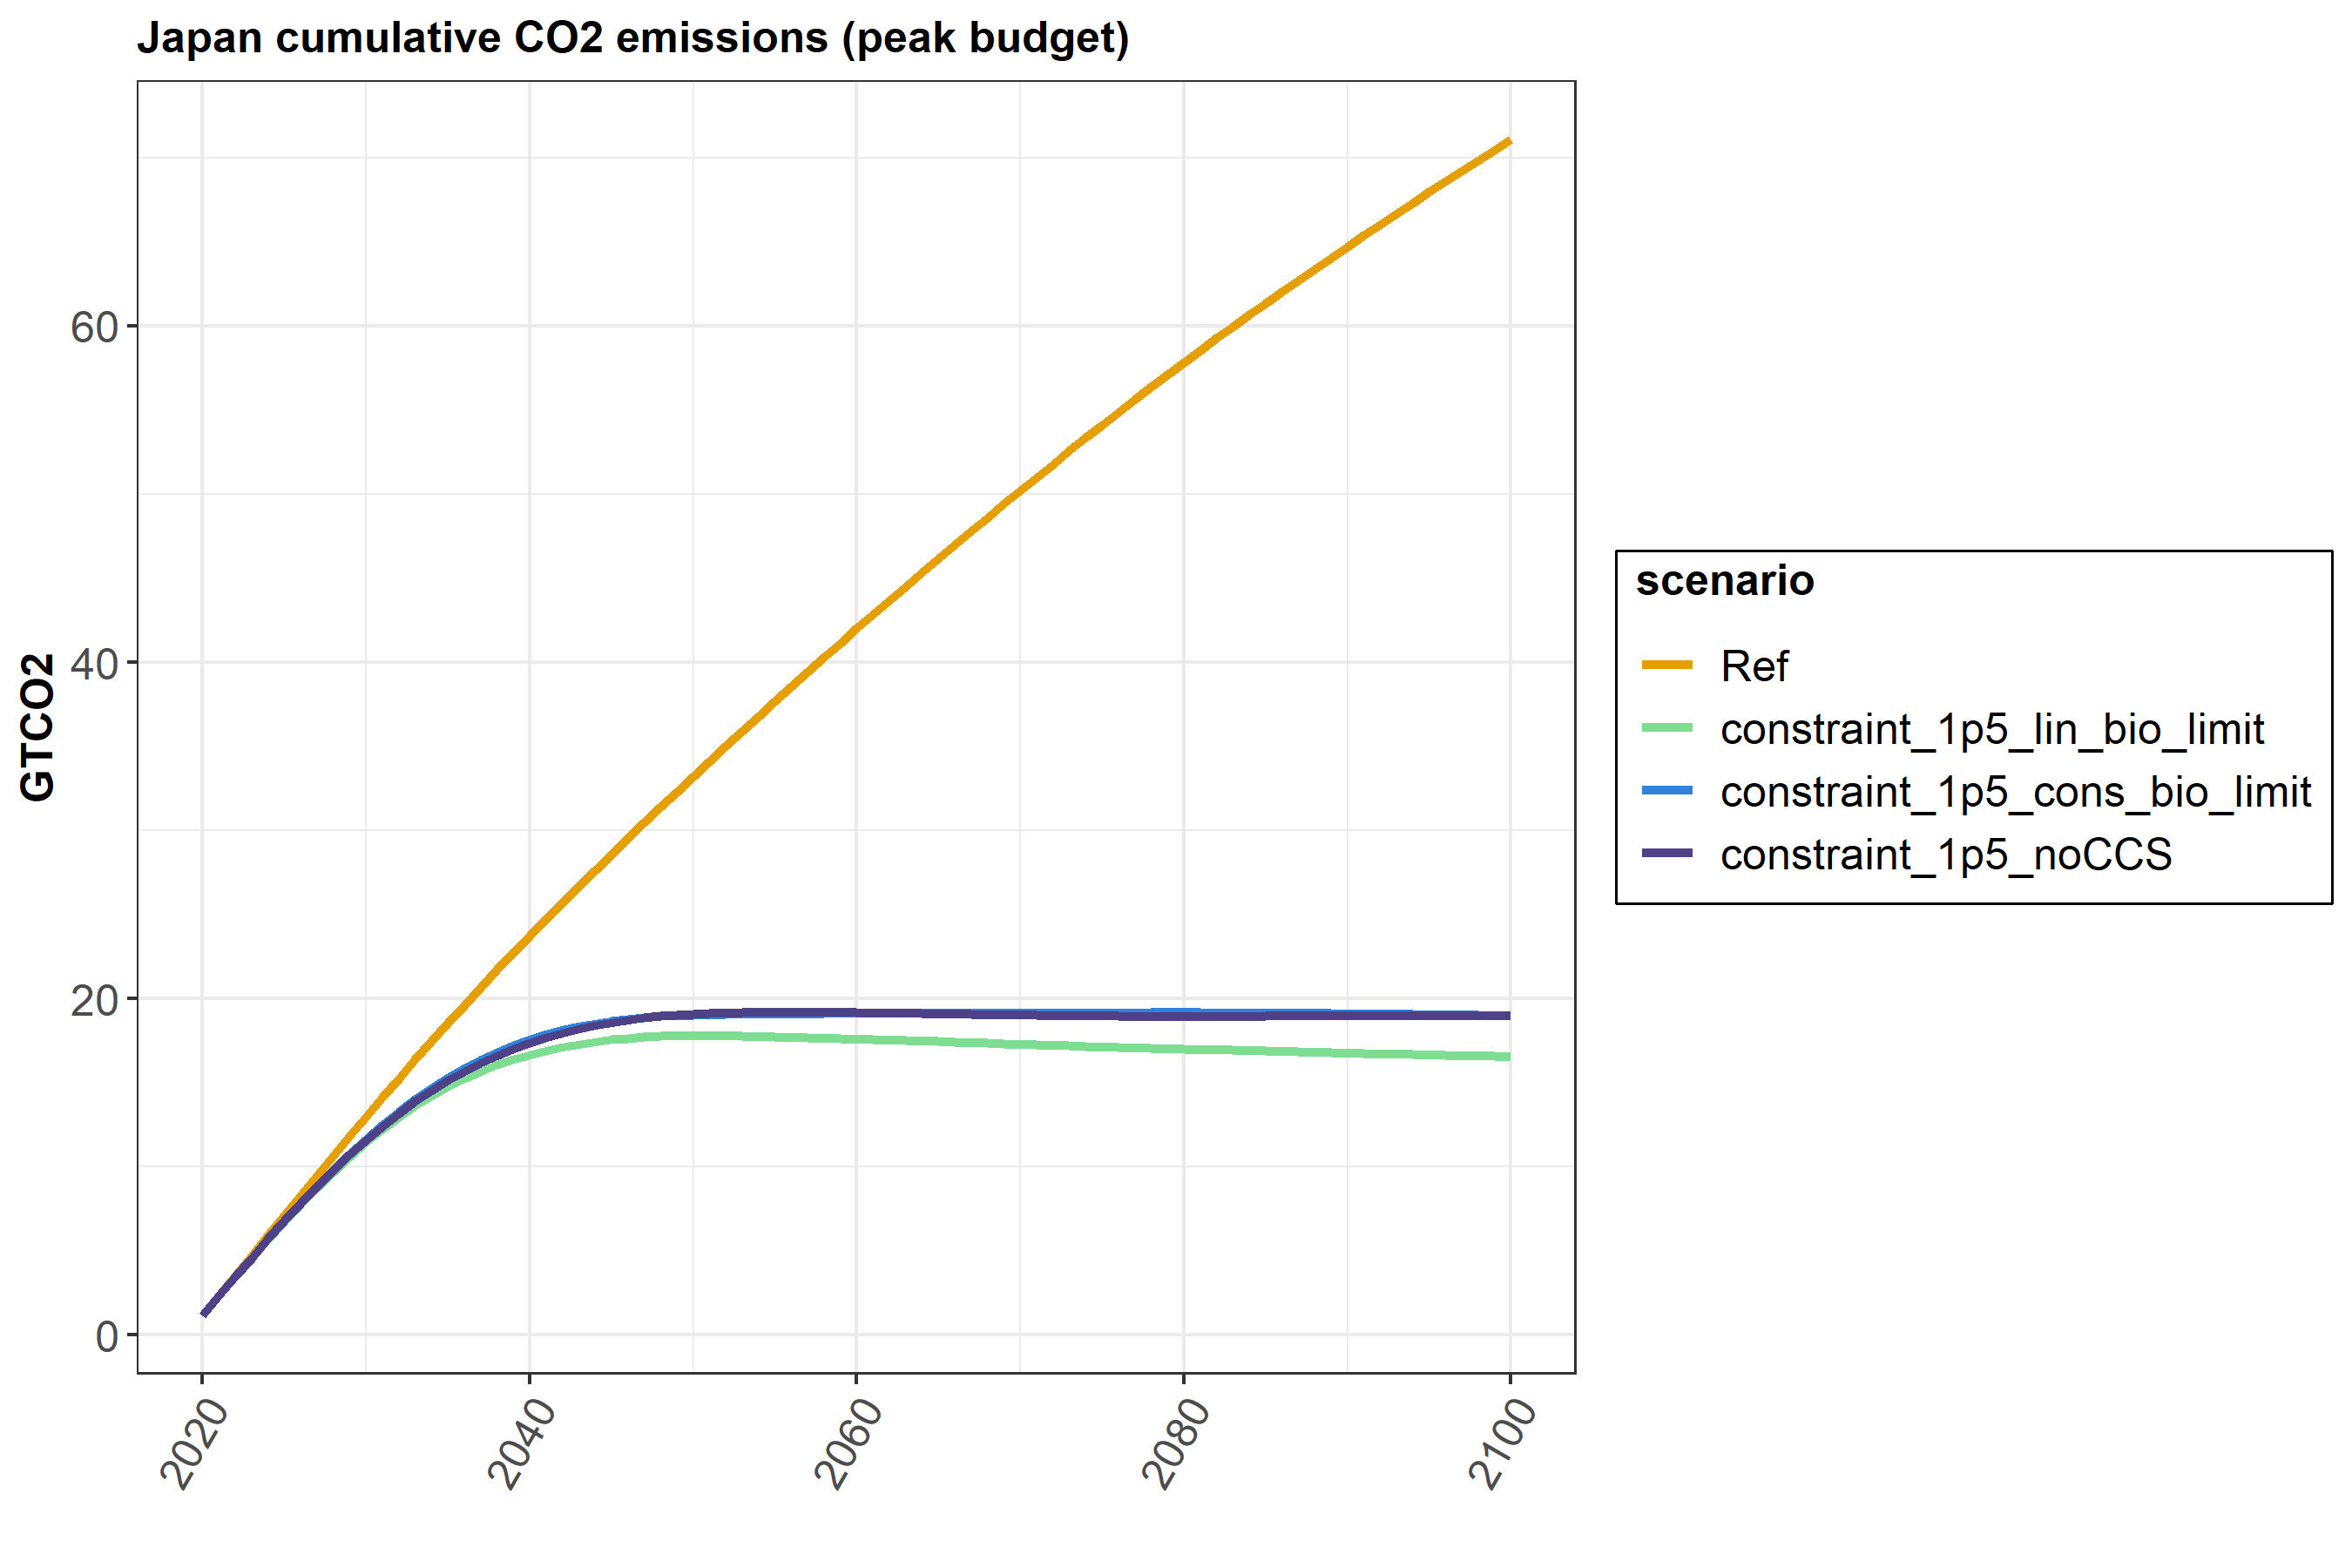 Japan cumulative CO2 emissions (peak budget)
GTCO2
60
40
20
0
2020
2040
2060
2080
2100
scenario
Ref
constraint_1p5_lin_bio_limit
constraint_1p5_cons_bio_limit
constraint_1p5_noCCS